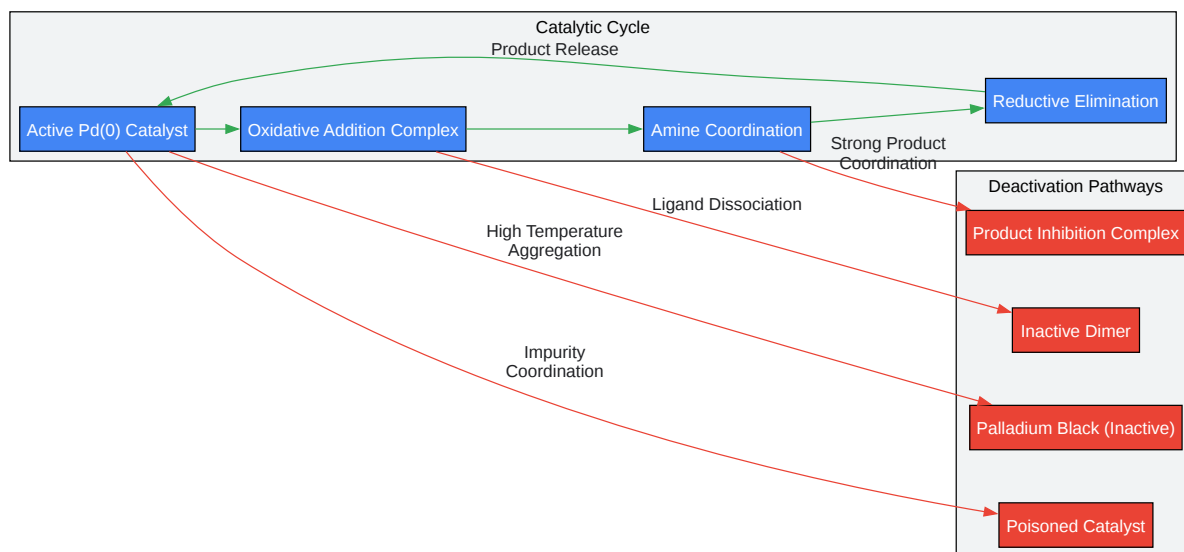 Catalytic Cycle
Product Release
Active Pd(0) Catalyst
Oxidative Addition Complex
Amine Coordination
Reductive Elimination
Strong Product
Coordination
Deactivation Pathways
Ligand Dissociation
Product Inhibition Complex
High Temperature
Aggregation
Inactive Dimer
Impurity
Coordination
Palladium Black (Inactive)
Poisoned Catalyst